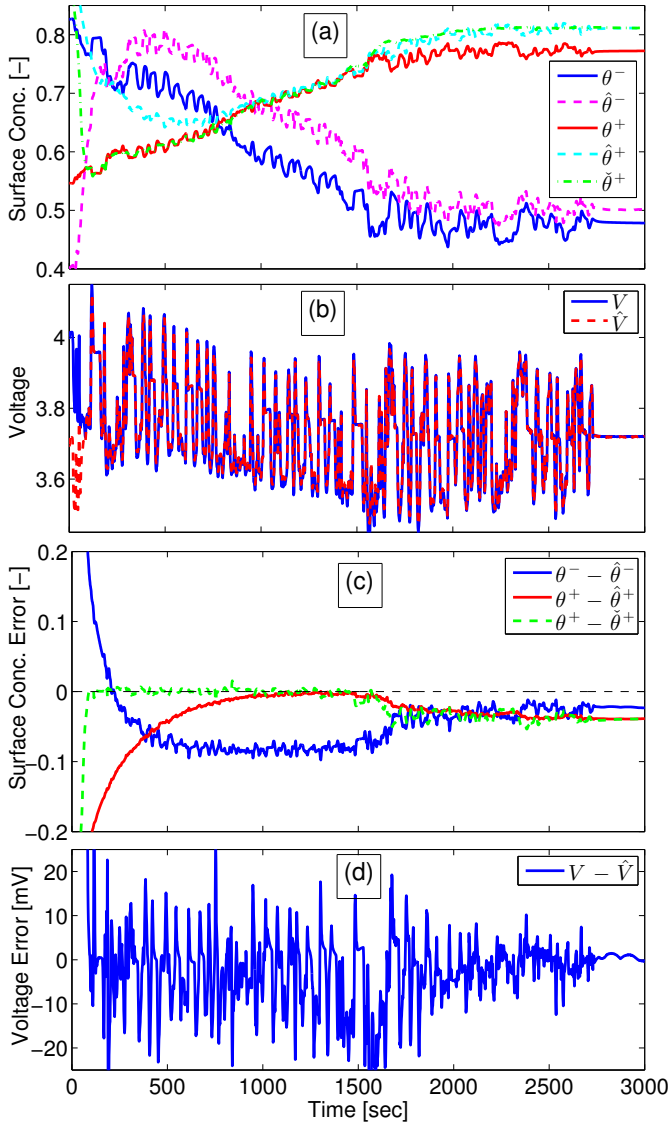 (a)
Surface Conc. [−]
0.8
0.7
0.6
0.5
0.4
θ⁻
θ̂⁻
θ⁺
θ̂⁺
θ̌⁺
(b)
Voltage
4
3.8
3.6
V
V̂
(c)
Surface Conc. Error [−]
0.2
0.1
0
−0.1
−0.2
θ⁻ − θ̂⁻
θ⁺ − θ̂⁺
θ⁺ − θ̌⁺
(d)
Voltage Error [mV]
20
10
0
−10
−20
V − V̂
0 500 1000 1500 2000 2500 3000
Time [sec]